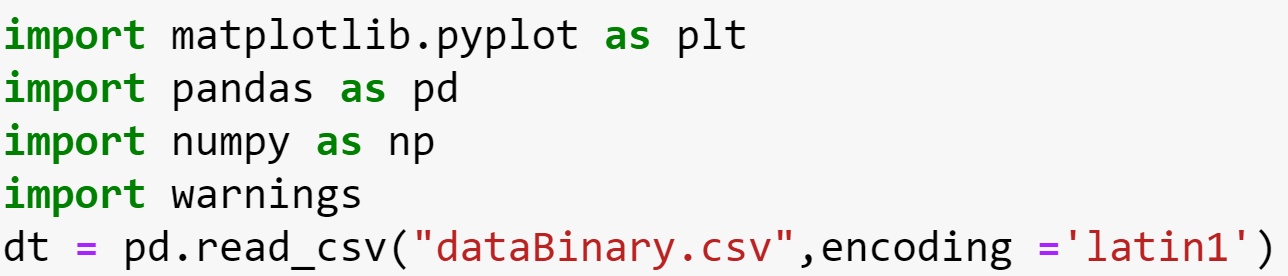 import matplotlib.pyplot as plt
import pandas as pd
import numpy as np
import warnings
dt = pd.read_csv("dataBinary.csv",encoding ='latin1')